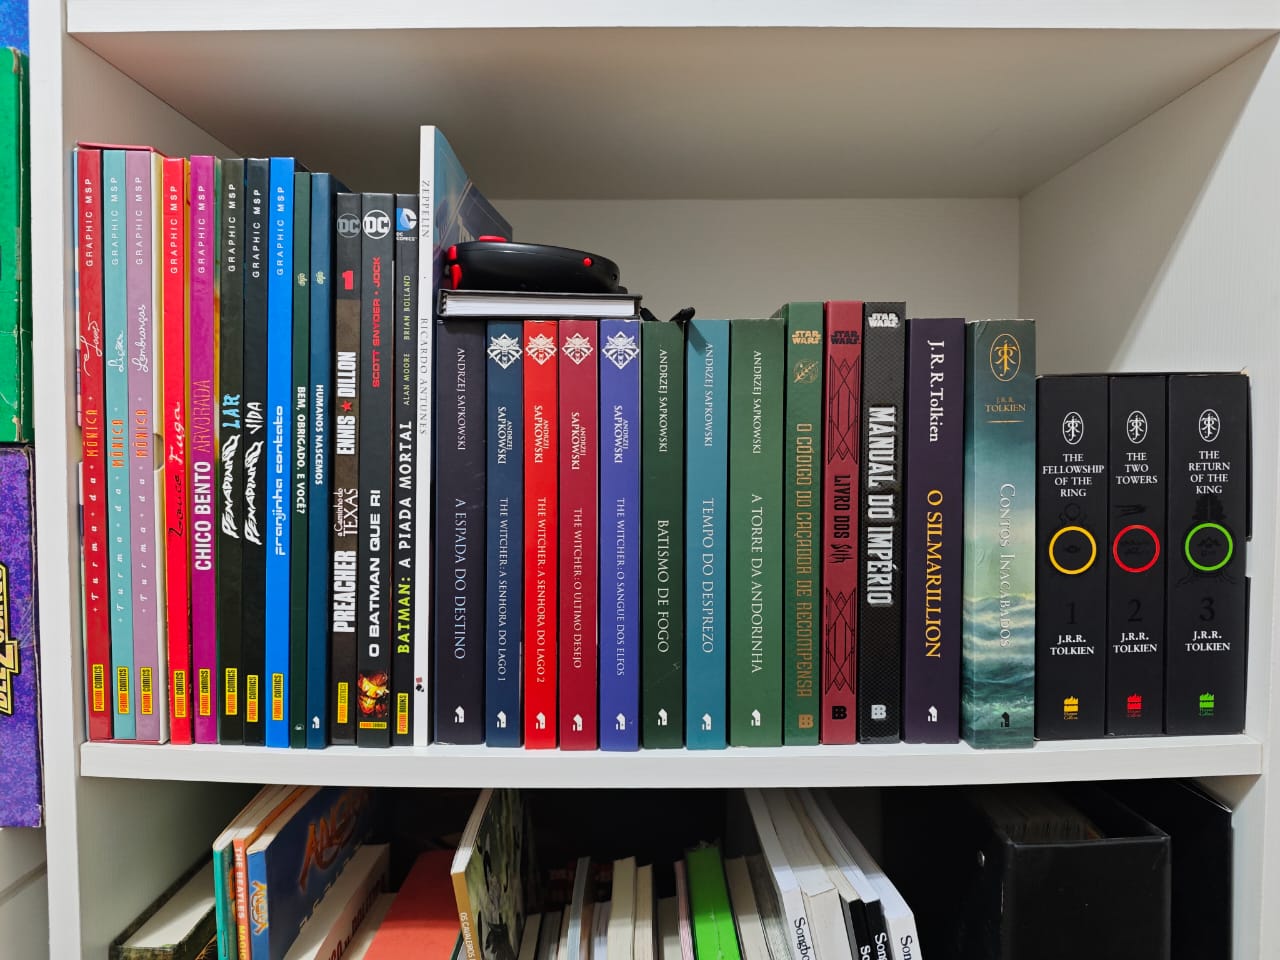 GRAPHIC MSP Laços Turma da MÔNICA PANINI COMICS
GRAPHIC MSP Lições Turma da MÔNICA PANINI COMICS
GRAPHIC MSP Lembranças Turma da MÔNICA PANINI COMICS
GRAPHIC MSP Louco Fuga PANINI COMICS
GRAPHIC MSP CHICO BENTO ARVORADA PANINI COMICS
GRAPHIC MSP PENADINHO LAR PANINI COMICS
GRAPHIC MSP PENADINHO VIDA PANINI COMICS
GRAPHIC MSP franjinha contato PANINI COMICS
BEM, OBRIGADO. E VOCÊ?
HUMANOS NASCEMOS
DC 1 ENNIS ★ DILLON PREACHER A Caminho do TEXAS PANINI COMICS
DC SCOTT SNYDER • JOCK O BATMAN QUE RI PANINI COMICS
DC COMICS BRIAN BOLLAND ALAN MOORE BATMAN: A PIADA MORTAL PANINI BOOKS
ZEPPELIN RICARDO ANTUNES
ANDRZEJ SAPKOWSKI A ESPADA DO DESTINO
ANDRZEJ SAPKOWSKI THE WITCHER: A SENHORA DO LAGO 1
ANDRZEJ SAPKOWSKI THE WITCHER: A SENHORA DO LAGO 2
ANDRZEJ SAPKOWSKI THE WITCHER: O ÚLTIMO DESEJO
ANDRZEJ SAPKOWSKI THE WITCHER: O SANGUE DOS ELFOS
ANDRZEJ SAPKOWSKI BATISMO DE FOGO
ANDRZEJ SAPKOWSKI TEMPO DO DESPREZO
ANDRZEJ SAPKOWSKI A TORRE DA ANDORINHA
STAR WARS O CÓDIGO DO CAÇADOR DE RECOMPENSA
STAR WARS LIVRO DOS Sith
STAR WARS MANUAL DO IMPÉRIO
J.R.R. Tolkien O SILMARILLION
J.R.R. TOLKIEN CONTOS INACABADOS
THE FELLOWSHIP OF THE RING 1 J.R.R. TOLKIEN HarperCollins
THE TWO TOWERS 2 J.R.R. TOLKIEN HarperCollins
THE RETURN OF THE KING 3 J.R.R. TOLKIEN HarperCollins
THE BEATLES
OS CAVALEIROS
Songbo
So
Son
Son